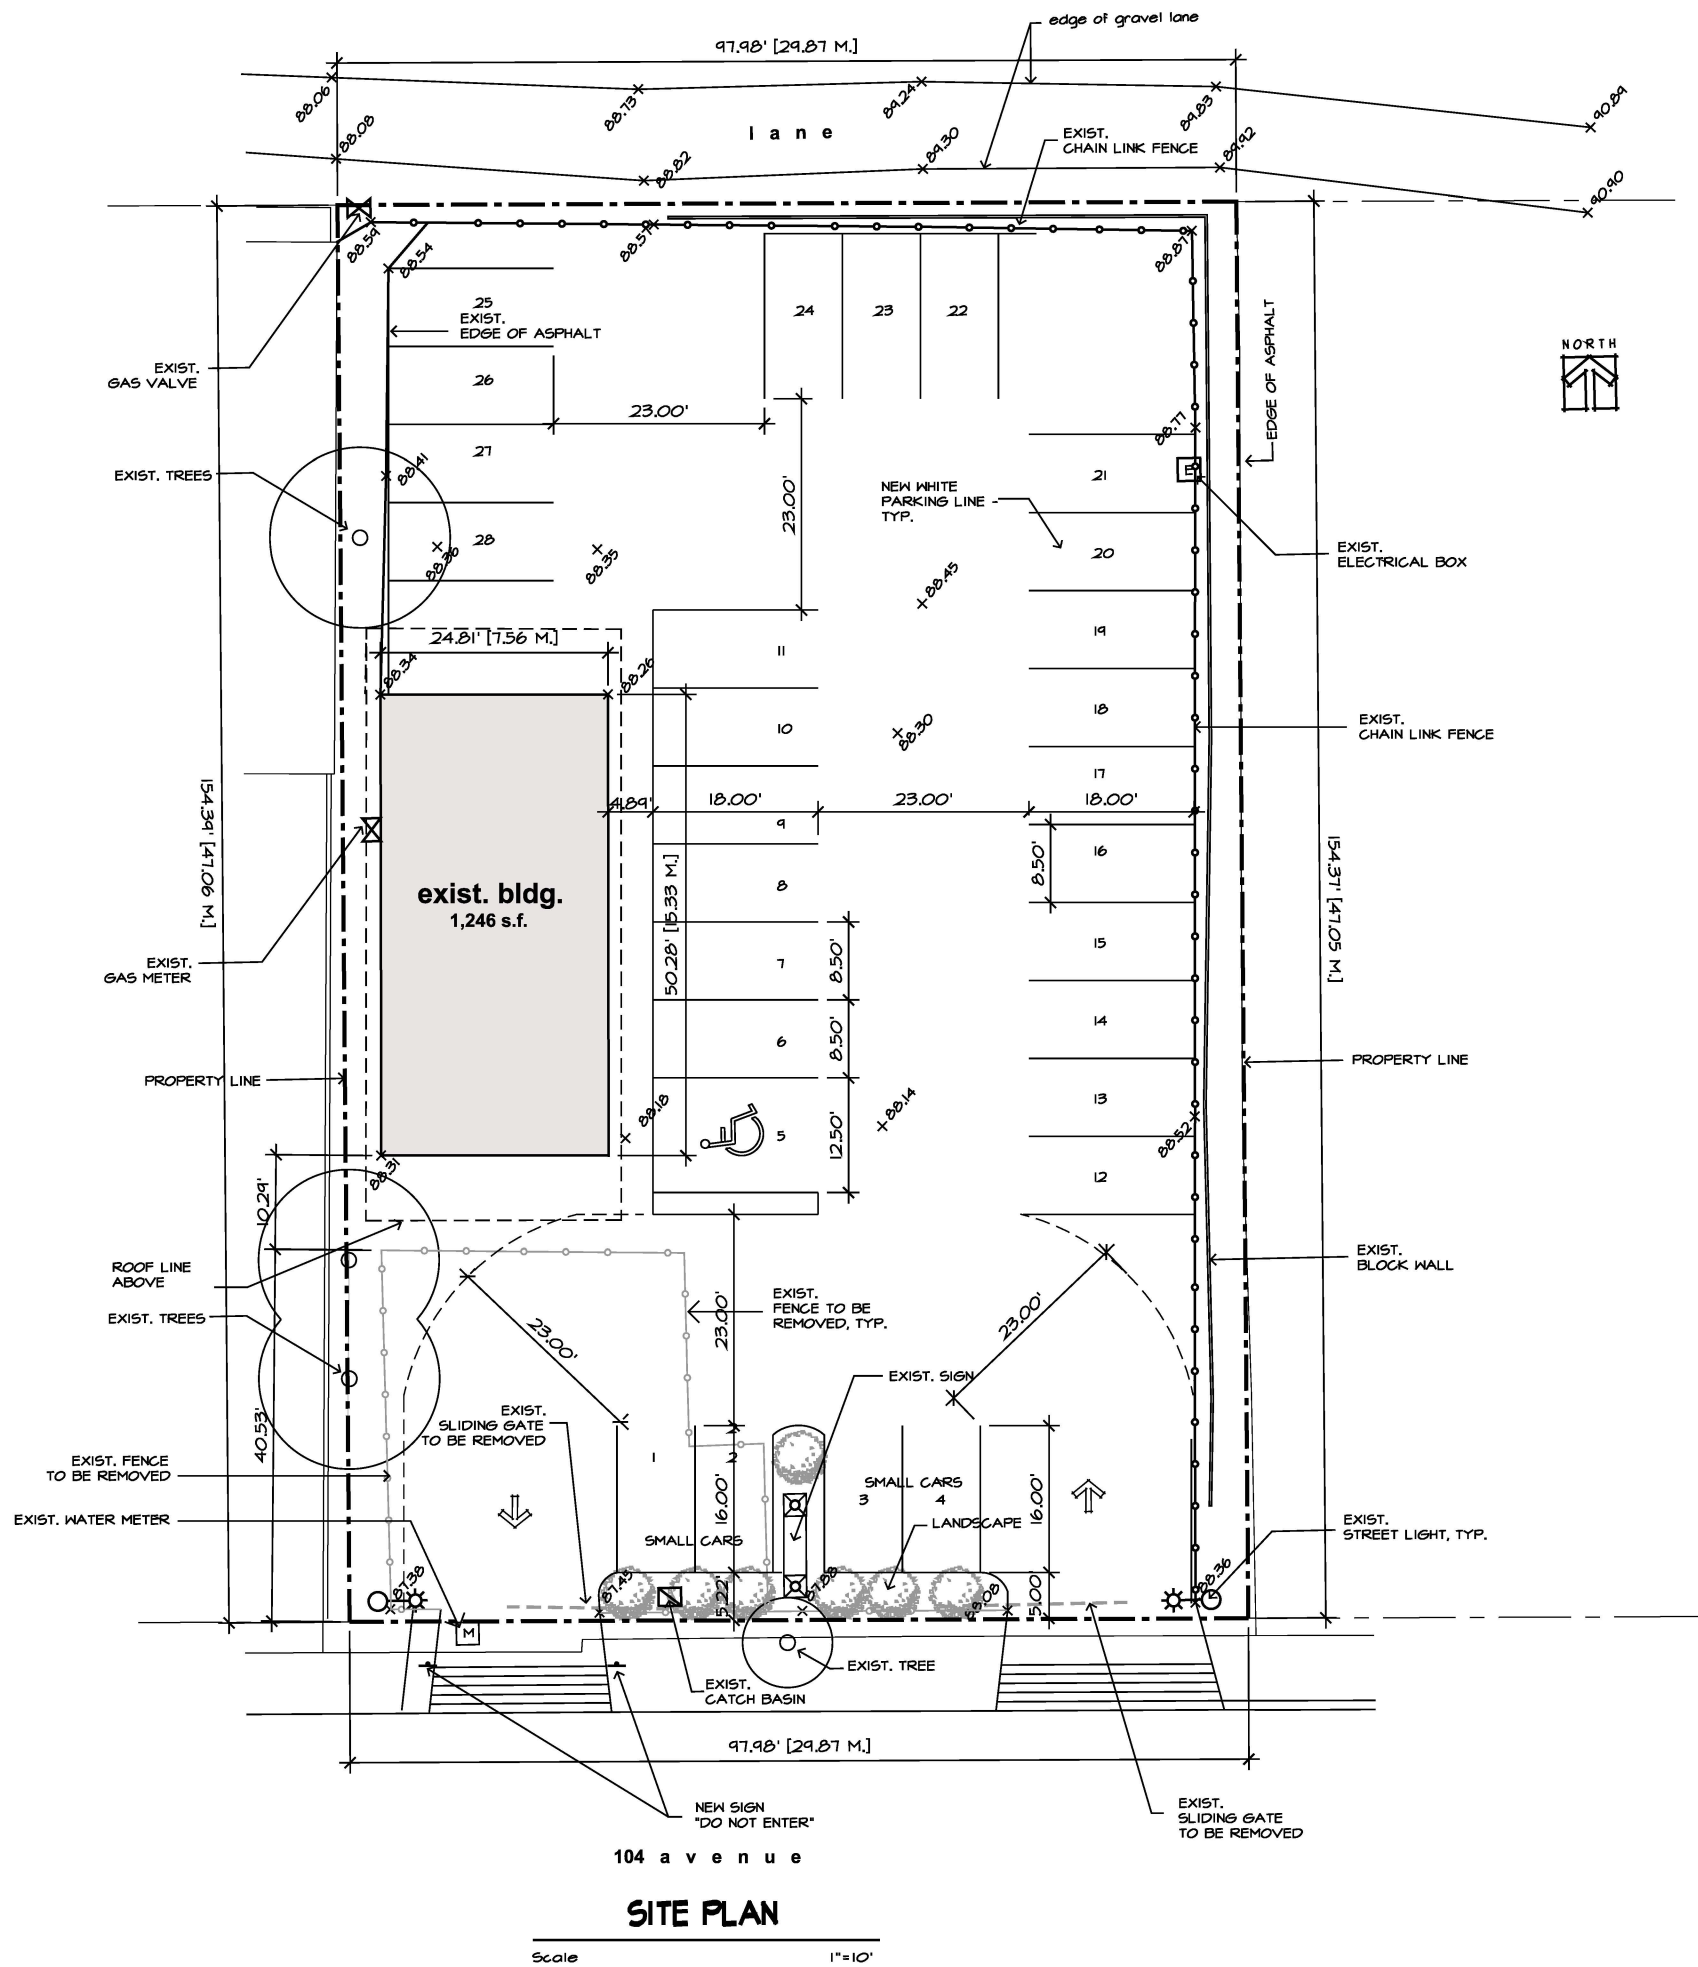 edge of gravel lane
97.98' [29.87 M.]
88.06
88.73
89.24
89.83
90.89
88.08
88.82
lane
89.30
EXIST.
CHAIN LINK FENCE
89.92
90.90
88.59
88.54
88.57
88.87
25
EXIST.
EDGE OF ASPHALT
24
23
22
EDGE OF ASPHALT
NORTH
EXIST.
GAS VALVE
26
23.00'
27
88.77
EXIST. TREES
88.41
23.00'
NEW WHITE
PARKING LINE -
TYP.
21
E
28
88.36
88.35
20
EXIST.
ELECTRICAL BOX
88.45
24.81' [7.56 M.]
88.34
88.26
11
19
10
88.30
18
EXIST.
CHAIN LINK FENCE
17
4.89'
18.00'
23.00'
18.00'
9
154.39' [47.06 M.]
8.50'
16
154.37' [47.05 M.]
exist. bldg.
1,246 s.f.
50.28' [15.33 M.]
8
15
EXIST.
GAS METER
7
8.50'
14
6
8.50'
PROPERTY LINE
PROPERTY LINE
88.18
88.14
13
5
12.50'
88.52
88.31
12
10.29'
ROOF LINE
ABOVE
EXIST.
BLOCK WALL
EXIST.
FENCE TO BE
REMOVED, TYP.
EXIST. TREES
23.00'
23.00'
23.00'
EXIST. SIGN
40.53'
EXIST.
SLIDING GATE
TO BE REMOVED
1
2
EXIST. FENCE
TO BE REMOVED
SMALL CARS
3
4
16.00'
16.00'
EXIST. WATER METER
LANDSCAPE
SMALL CARS
EXIST.
STREET LIGHT, TYP.
87.38
87.45
5.22'
87.88
5.00'
88.36
M
EXIST. TREE
EXIST.
CATCH BASIN
97.98' [29.87 M.]
NEW SIGN
"DO NOT ENTER"
EXIST.
SLIDING GATE
TO BE REMOVED
104 avenue
SITE PLAN
Scale 1"=10'